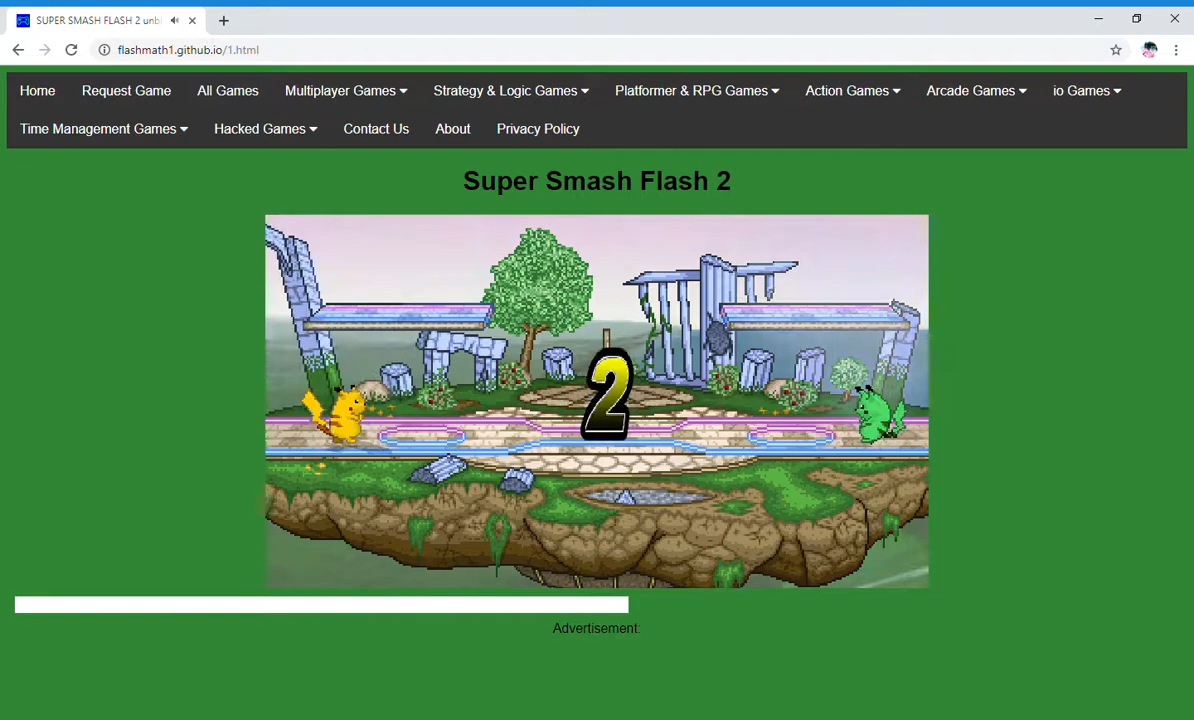 SUPER SMASH FLASH 2 unb
flashmath1.github.io/1.html
Home Request Game All Games Multiplayer Games Strategy & Logic Games Platformer & RPG Games Action Games Arcade Games io Games
Time Management Games Hacked Games Contact Us About Privacy Policy
Super Smash Flash 2
2
Advertisement: